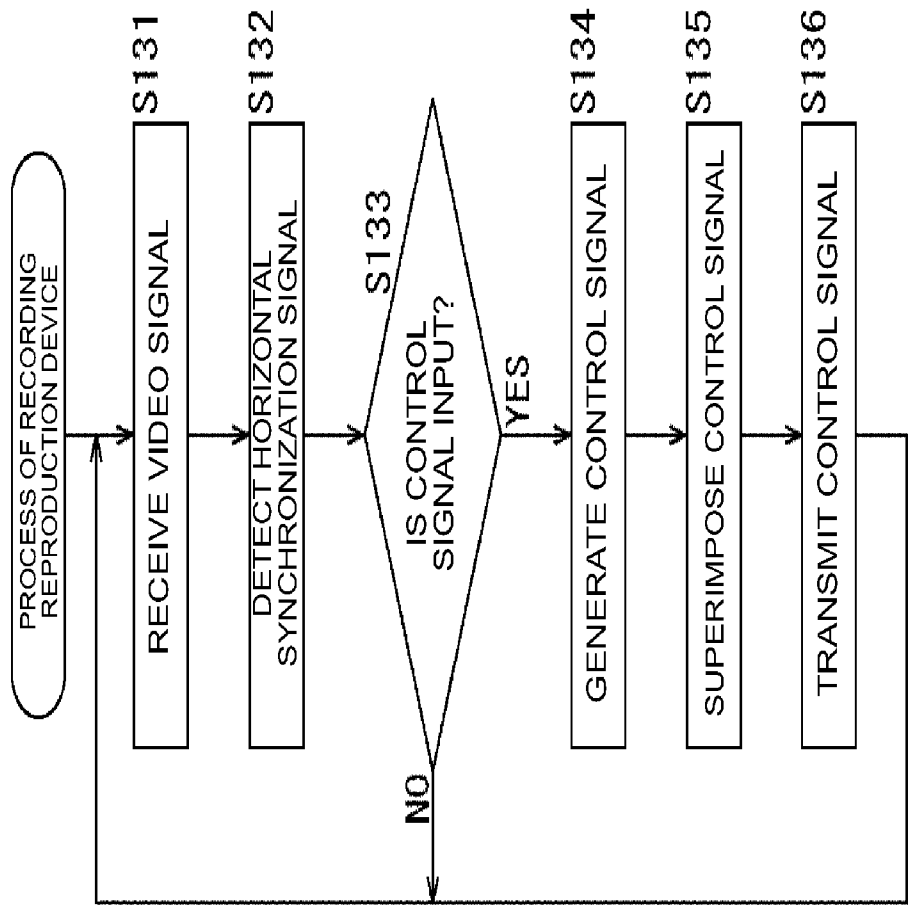 PROCESS OF RECORDING
REPRODUCTION DEVICE
RECEIVE VIDEO SIGNAL
S131
DETECT HORIZONTAL
SYNCHRONIZATION SIGNAL
S132
IS CONTROL
SIGNAL INPUT?
S133
NO
YES
GENERATE CONTROL SIGNAL
S134
SUPERIMPOSE CONTROL SIGNAL
S135
TRANSMIT CONTROL SIGNAL
S136